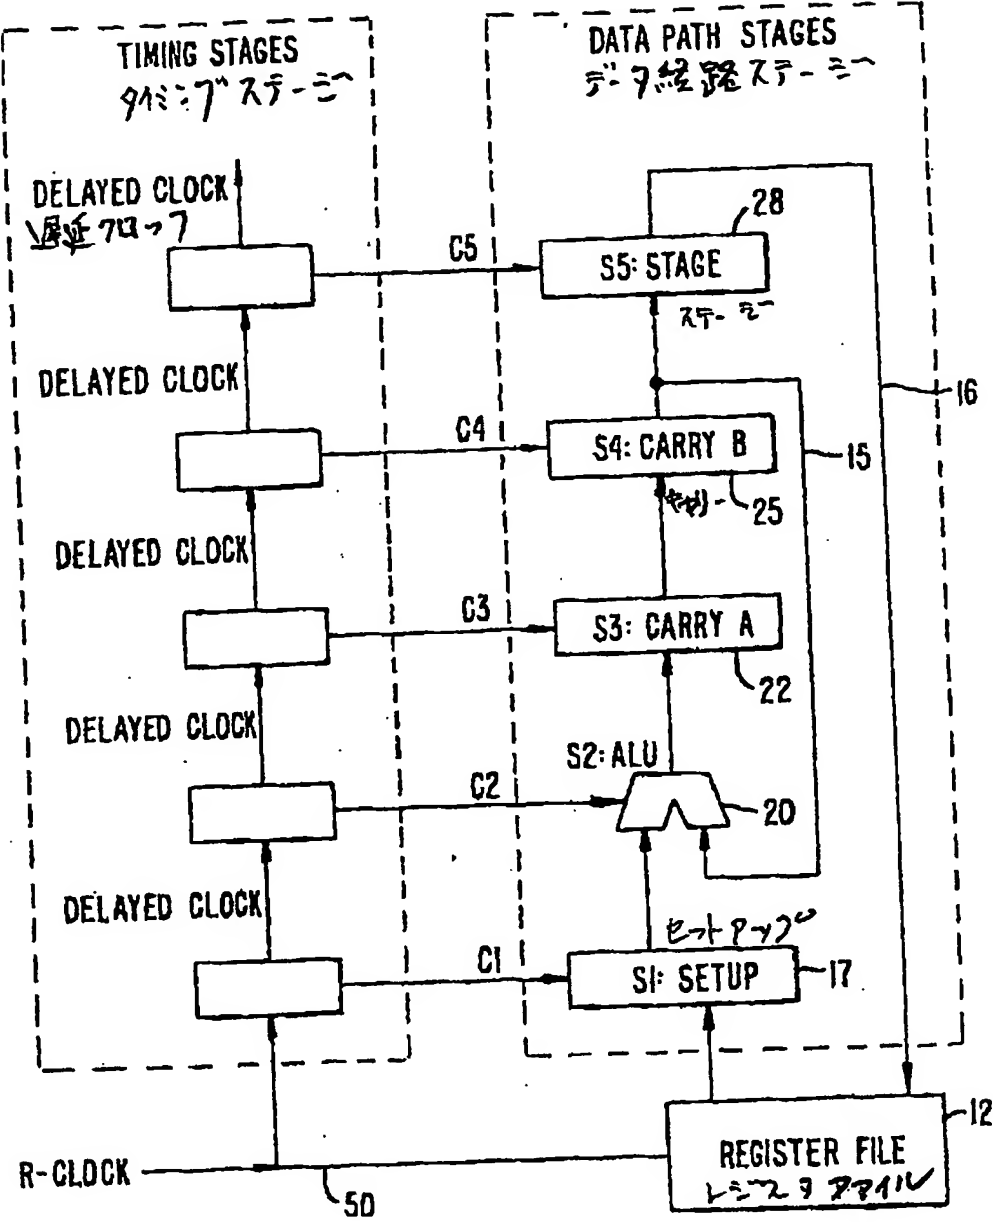 TIMING STAGES
タイミングステージ
DATA PATH STAGES
データ経路ステージ
DELAYED CLOCK
遅延クロック
C5
S5: STAGE
28
ステージ
DELAYED CLOCK
C4
S4: CARRY B
25
キャリー
15
16
DELAYED CLOCK
C3
S3: CARRY A
22
DELAYED CLOCK
S2: ALU
C2
20
DELAYED CLOCK
セットアップ
C1
S1: SETUP
17
R-CLOCK
50
REGISTER FILE
レジスタファイル
12